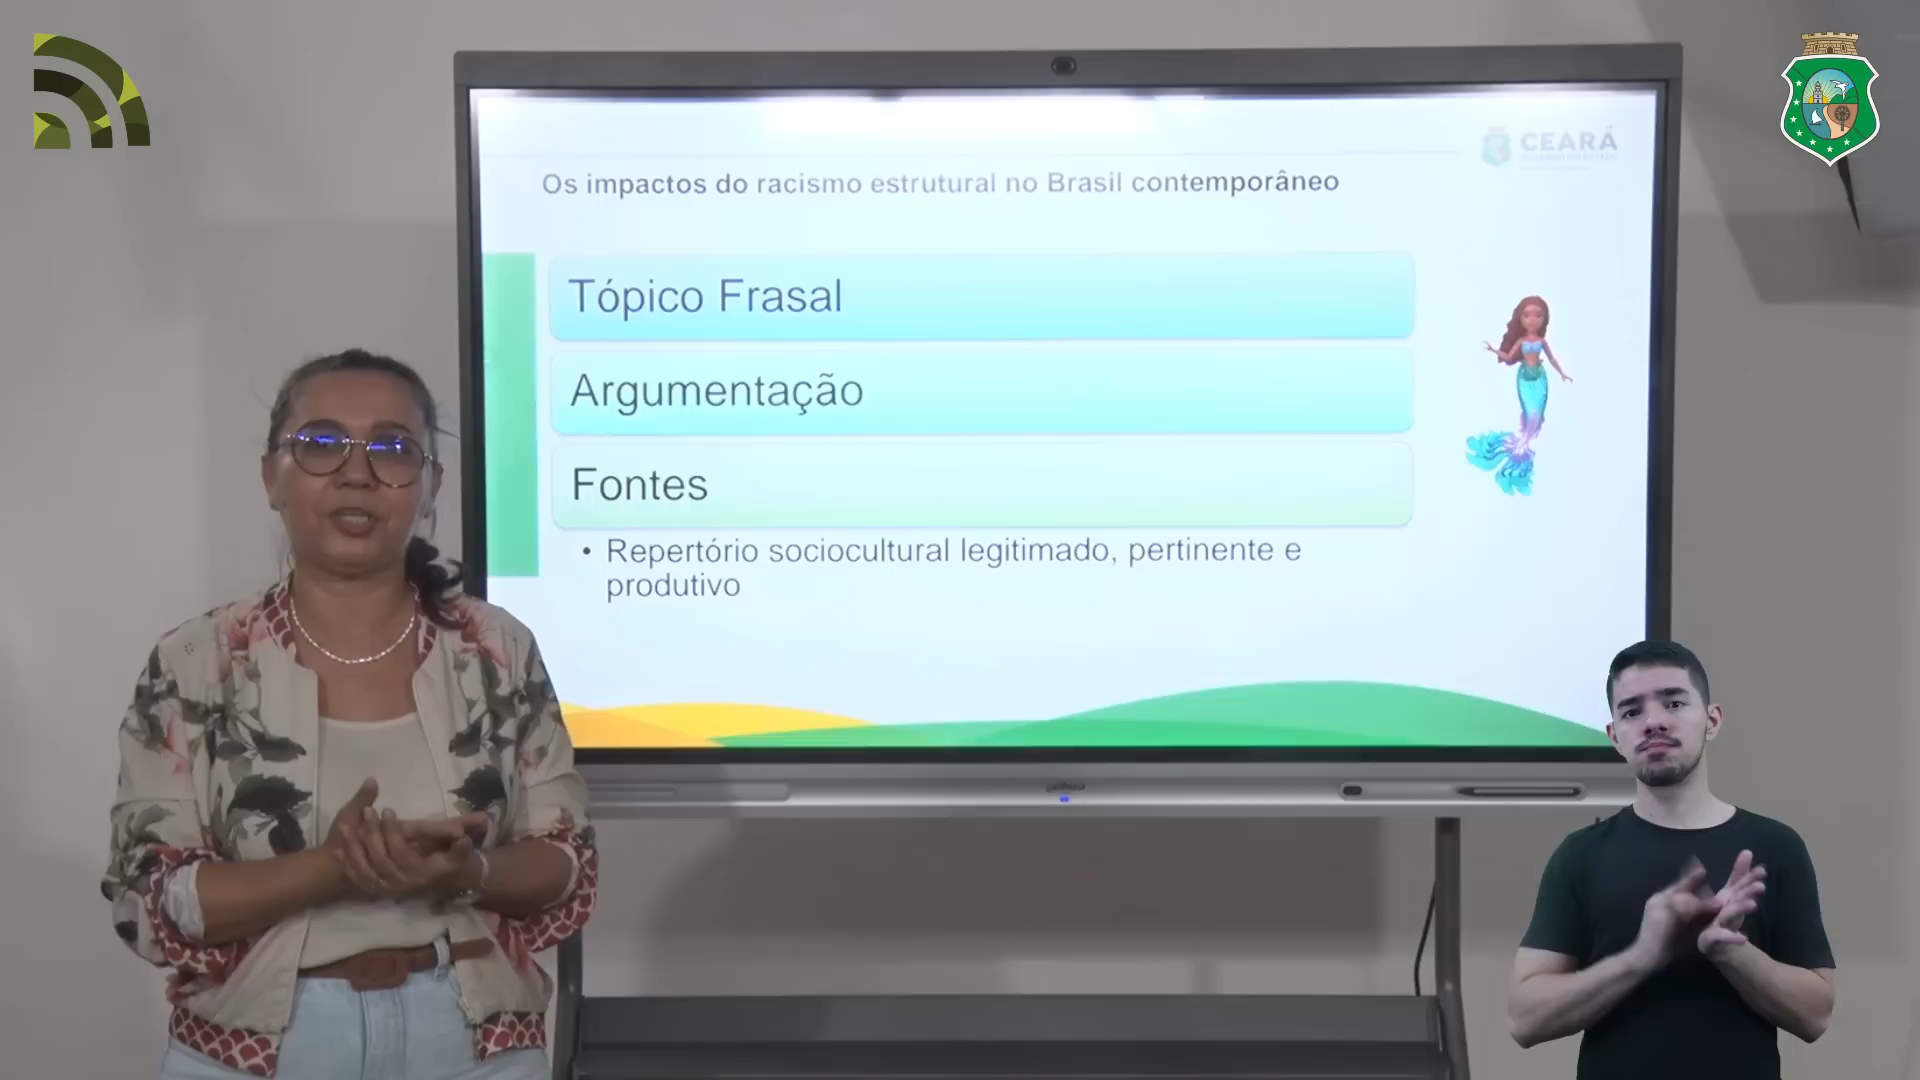 CEARÁ
Os impactos do racismo estrutural no Brasil contemporâneo
Tópico Frasal
Argumentação
Fontes
• Repertório sociocultural legitimado, pertinente e
produtivo